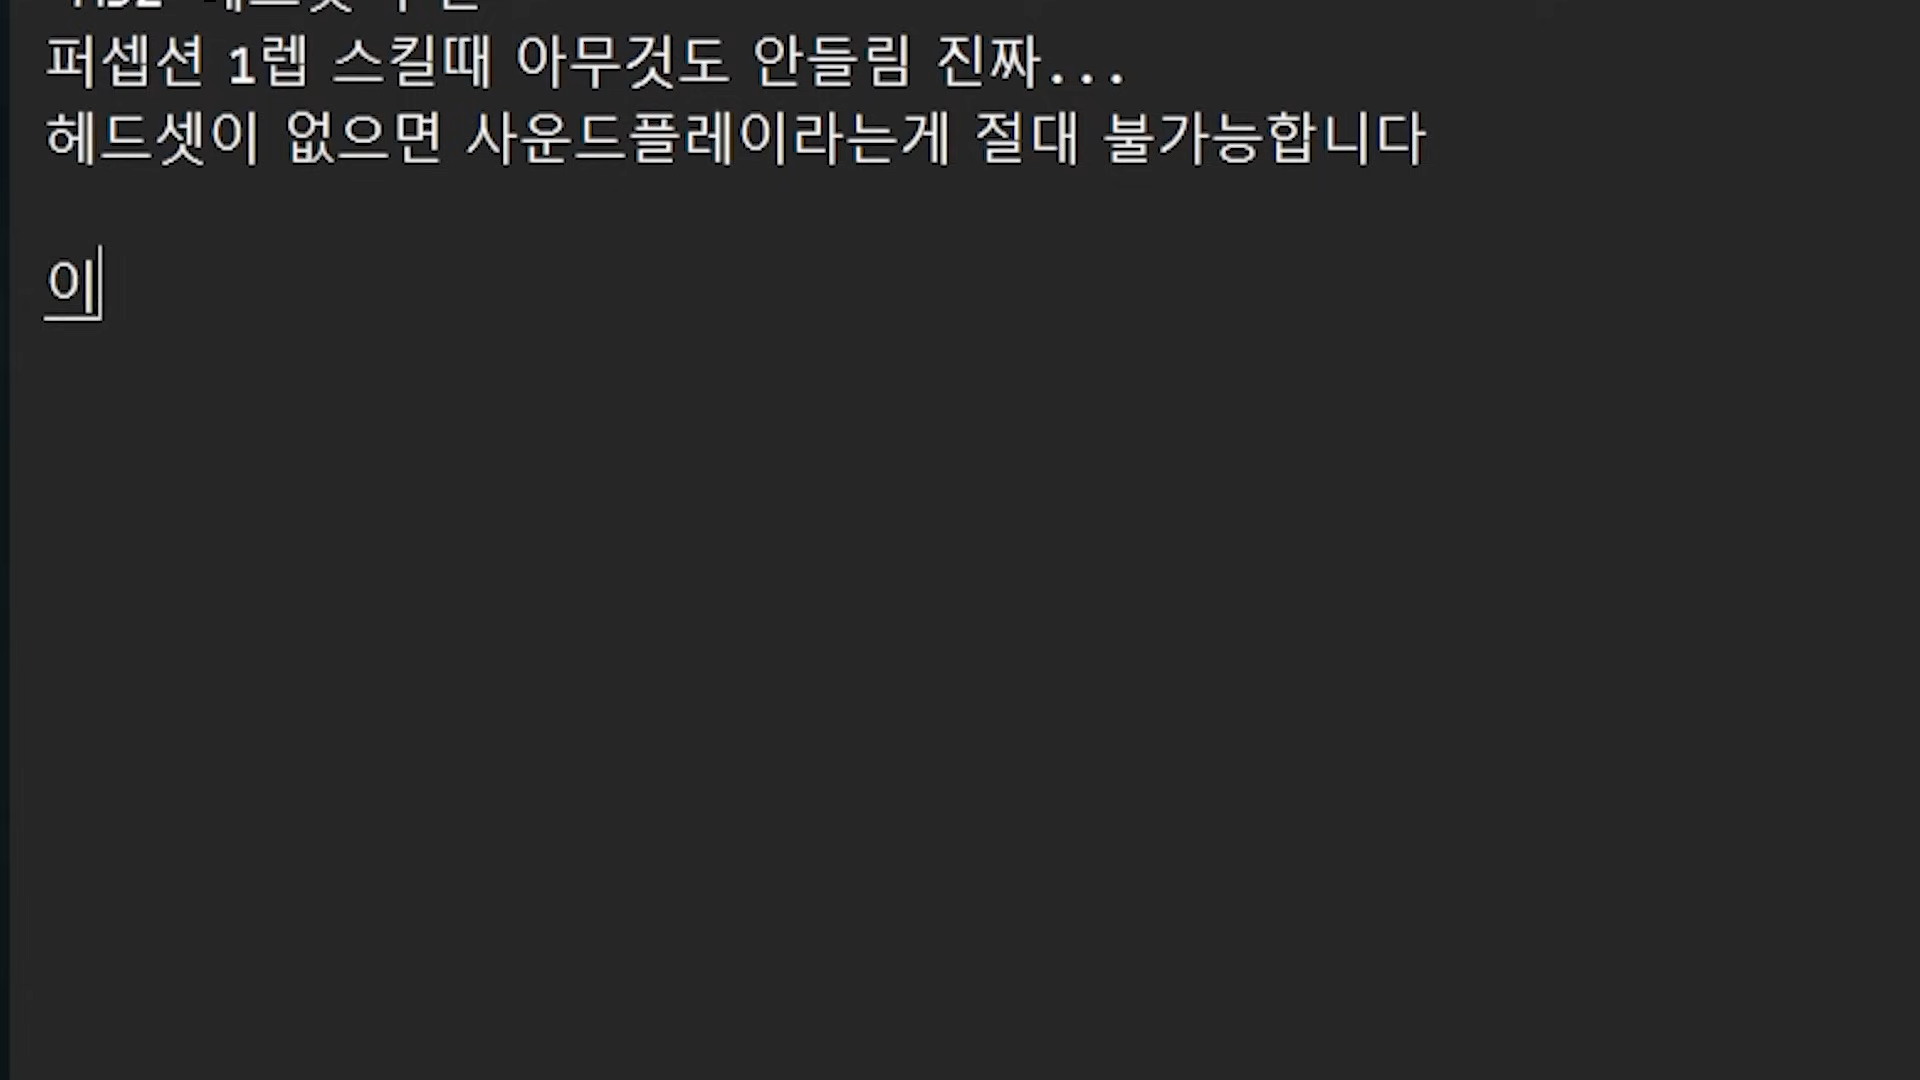 퍼셉션 1렙 스킬때 아무것도 안들림 진짜...
헤드셋이 없으면 사운드플레이라는게 절대 불가능합니다
이